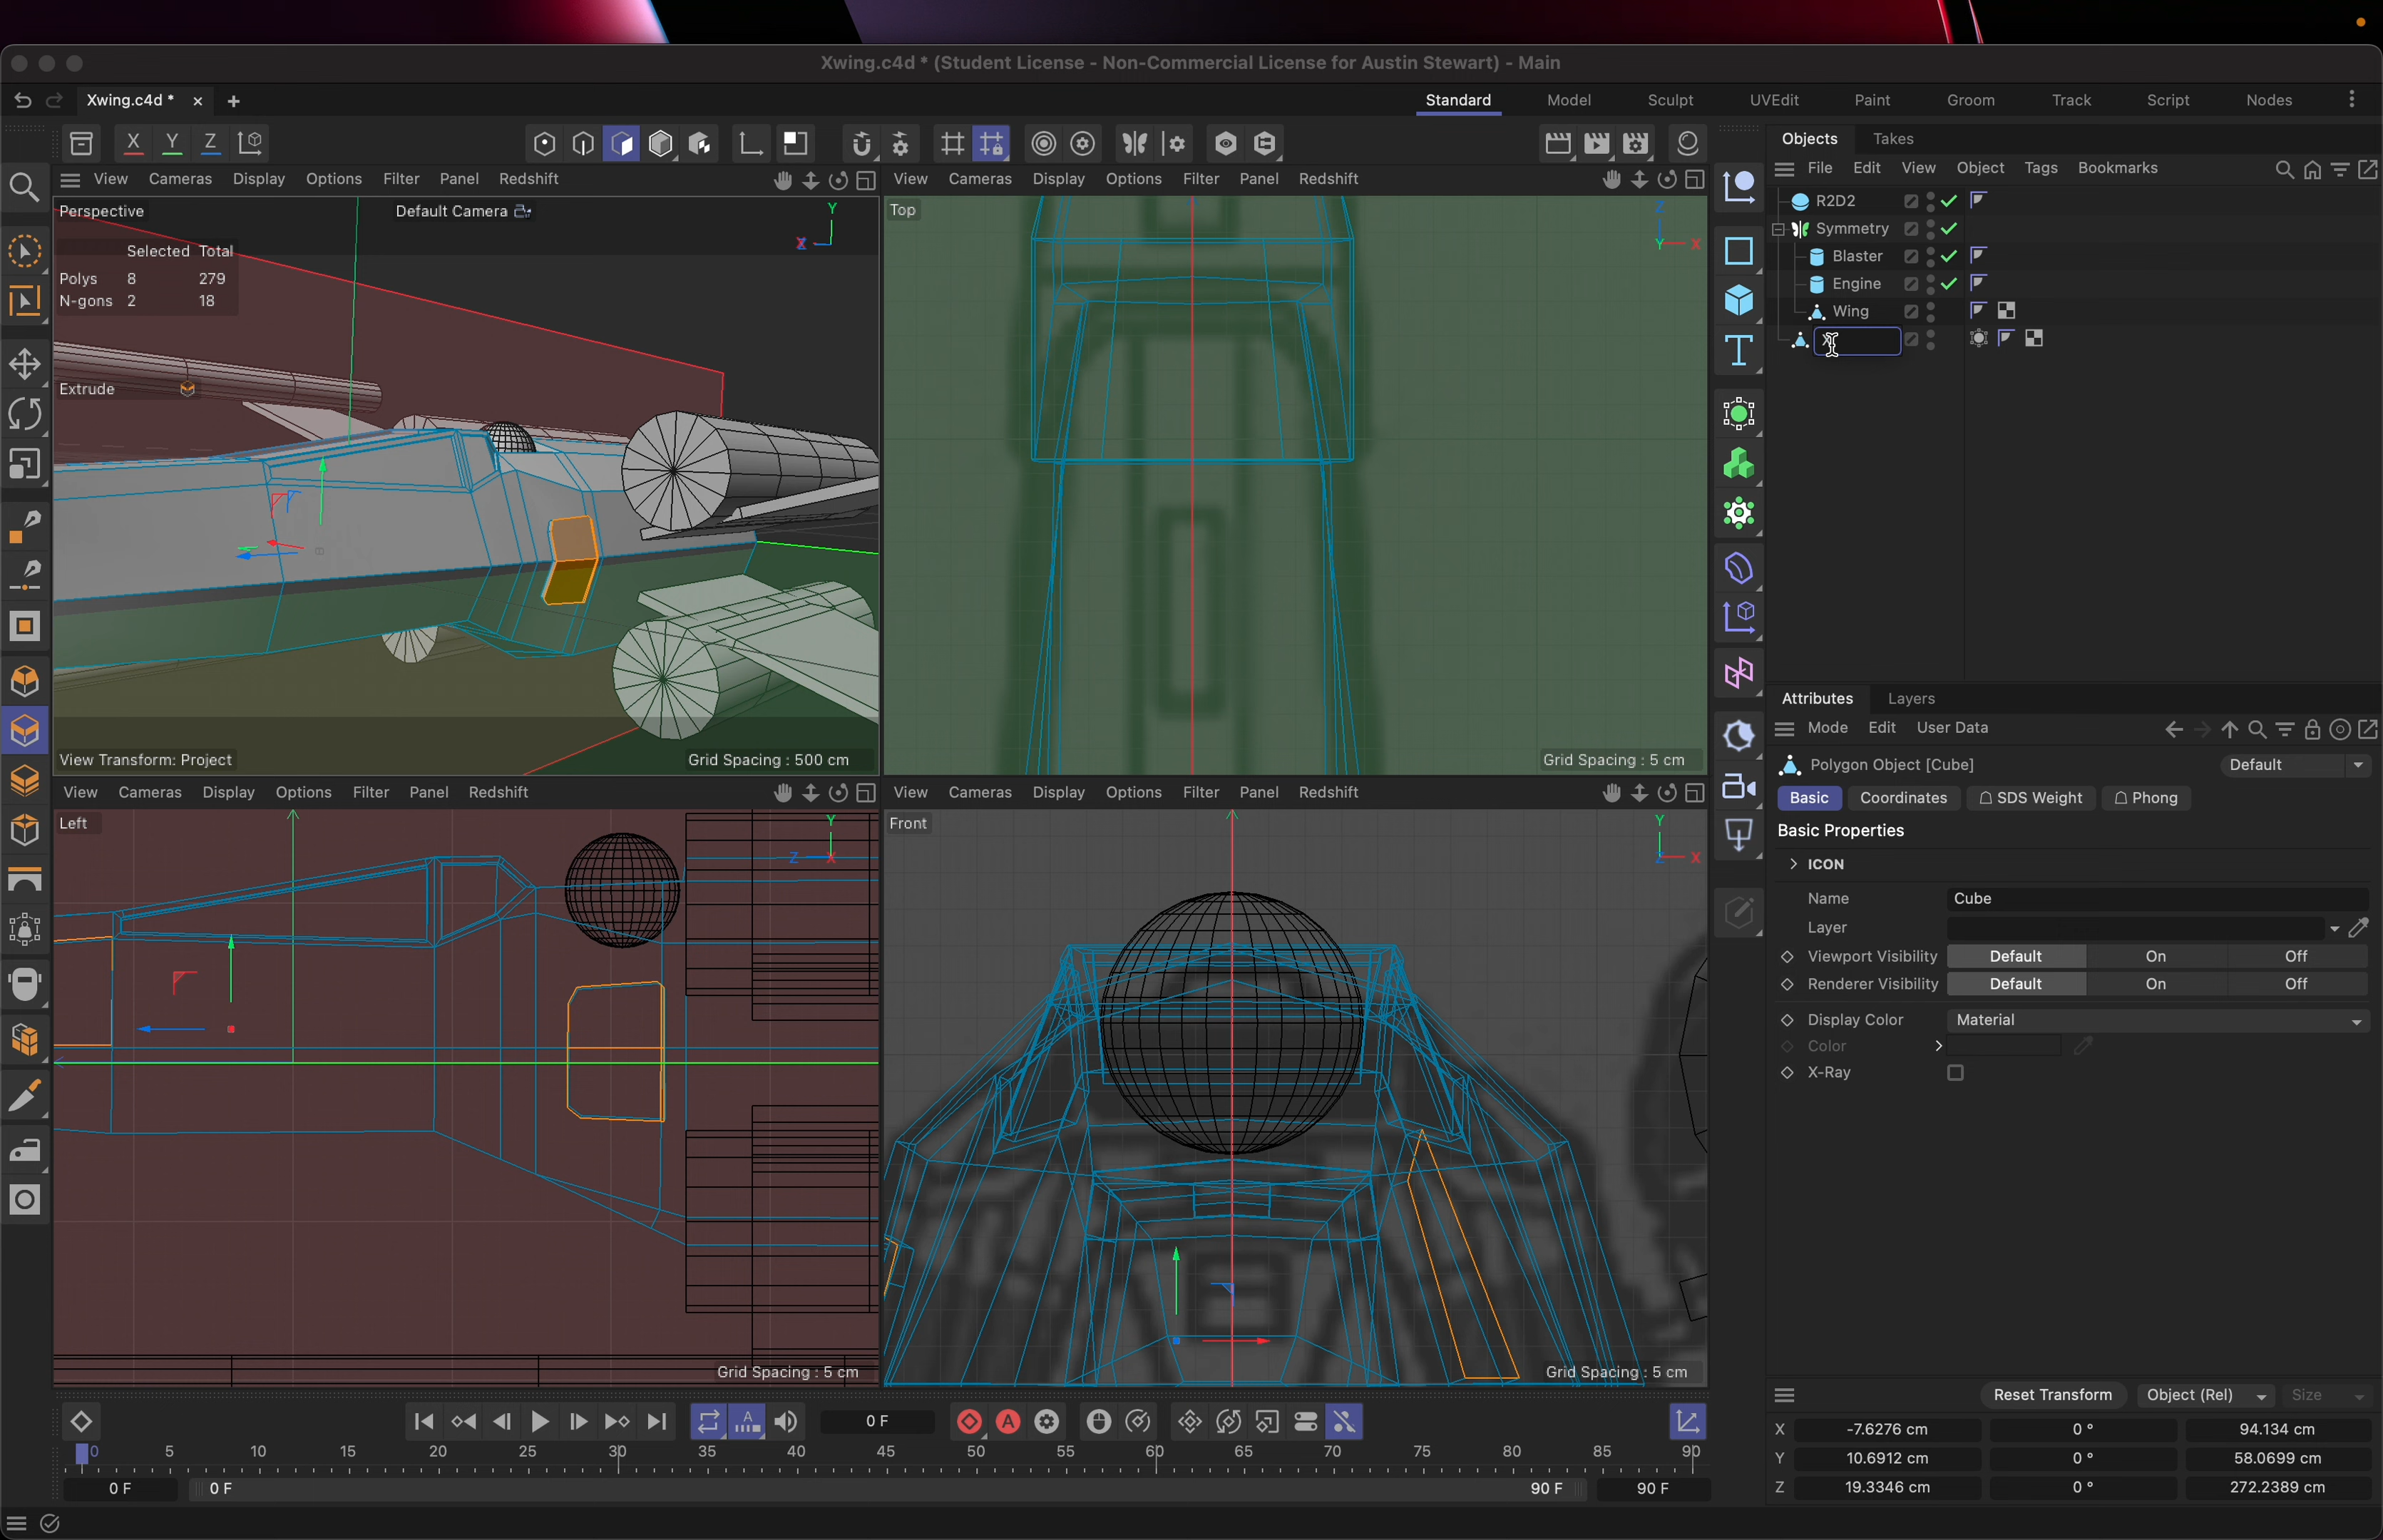 Xwing.c4d * (Student License - Non-Commercial License for Austin Stewart) - Main
Xwing.c4d *
Standard Model Sculpt UVEdit Paint Groom Track Script Nodes
X Y Z
Objects Takes
File Edit View Object Tags Bookmarks
R2D2
Symmetry
Blaster
Engine
Wing
X
View Cameras Display Options Filter Panel Redshift
Perspective Default Camera
Selected Total
Polys 8 279
N-gons 2 18
Extrude
Y
X
Z
View Transform: Project Grid Spacing : 500 cm
View Cameras Display Options Filter Panel Redshift
Top
Z
Y X
Grid Spacing : 5 cm
View Cameras Display Options Filter Panel Redshift
Left
Y
Z X
Grid Spacing : 5 cm
View Cameras Display Options Filter Panel Redshift
Front
Y
Z X
Grid Spacing : 5 cm
Attributes Layers
Mode Edit User Data
Polygon Object [Cube] Default
Basic Coordinates SDS Weight Phong
Basic Properties
ICON
Name Cube
Layer
Viewport Visibility Default On Off
Renderer Visibility Default On Off
Display Color Material
Color
X-Ray
Reset Transform Object (Rel) Size
X -7.6276 cm 0 ° 94.134 cm
Y 10.6912 cm 0 ° 58.0699 cm
Z 19.3346 cm 0 ° 272.2389 cm
A 0 F A
0 5 10 15 20 25 30 35 40 45 50 55 60 65 70 75 80 85 90
0 F 0 F 90 F 90 F